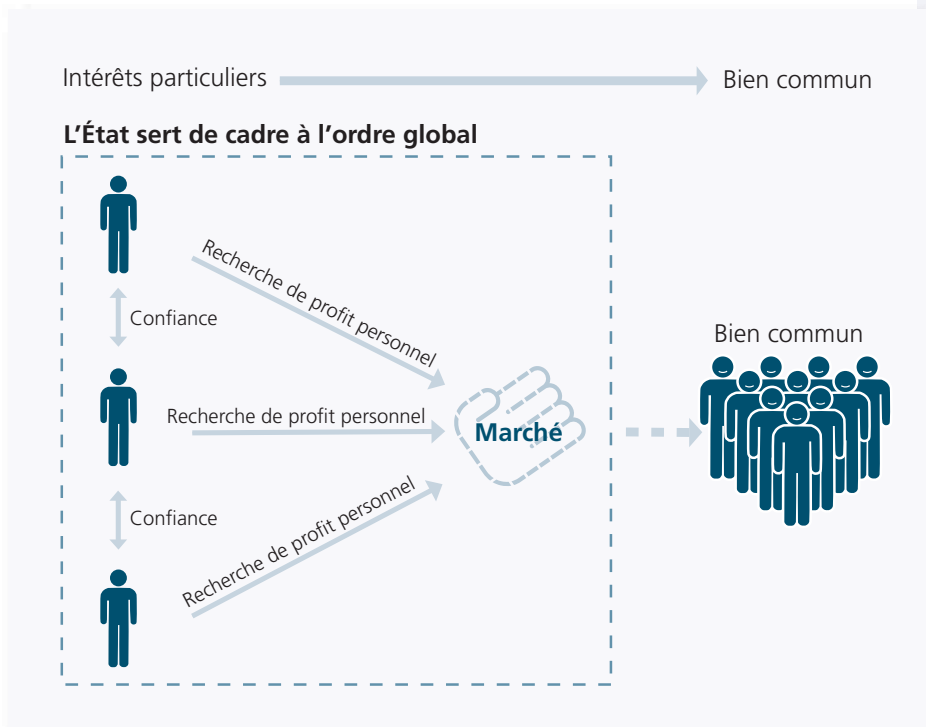 Intérêts particuliers
Bien commun
L’État sert de cadre à l’ordre global
Recherche de profit personnel
Confiance
Bien commun
Recherche de profit personnel
Marché
Confiance
Recherche de profit personnel